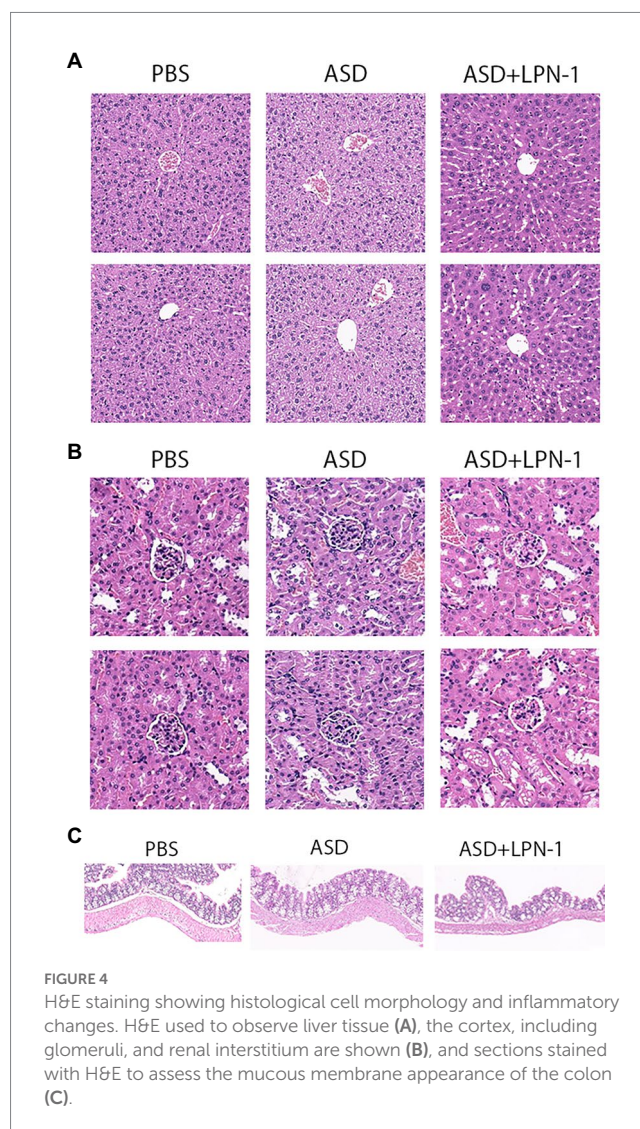 A
PBS ASD ASD+LPN-1
B
PBS ASD ASD+LPN-1
C
PBS ASD ASD+LPN-1
FIGURE 4
H&E staining showing histological cell morphology and inflammatory
changes. H&E used to observe liver tissue (A), the cortex, including
glomeruli, and renal interstitium are shown (B), and sections stained
with H&E to assess the mucous membrane appearance of the colon
(C).